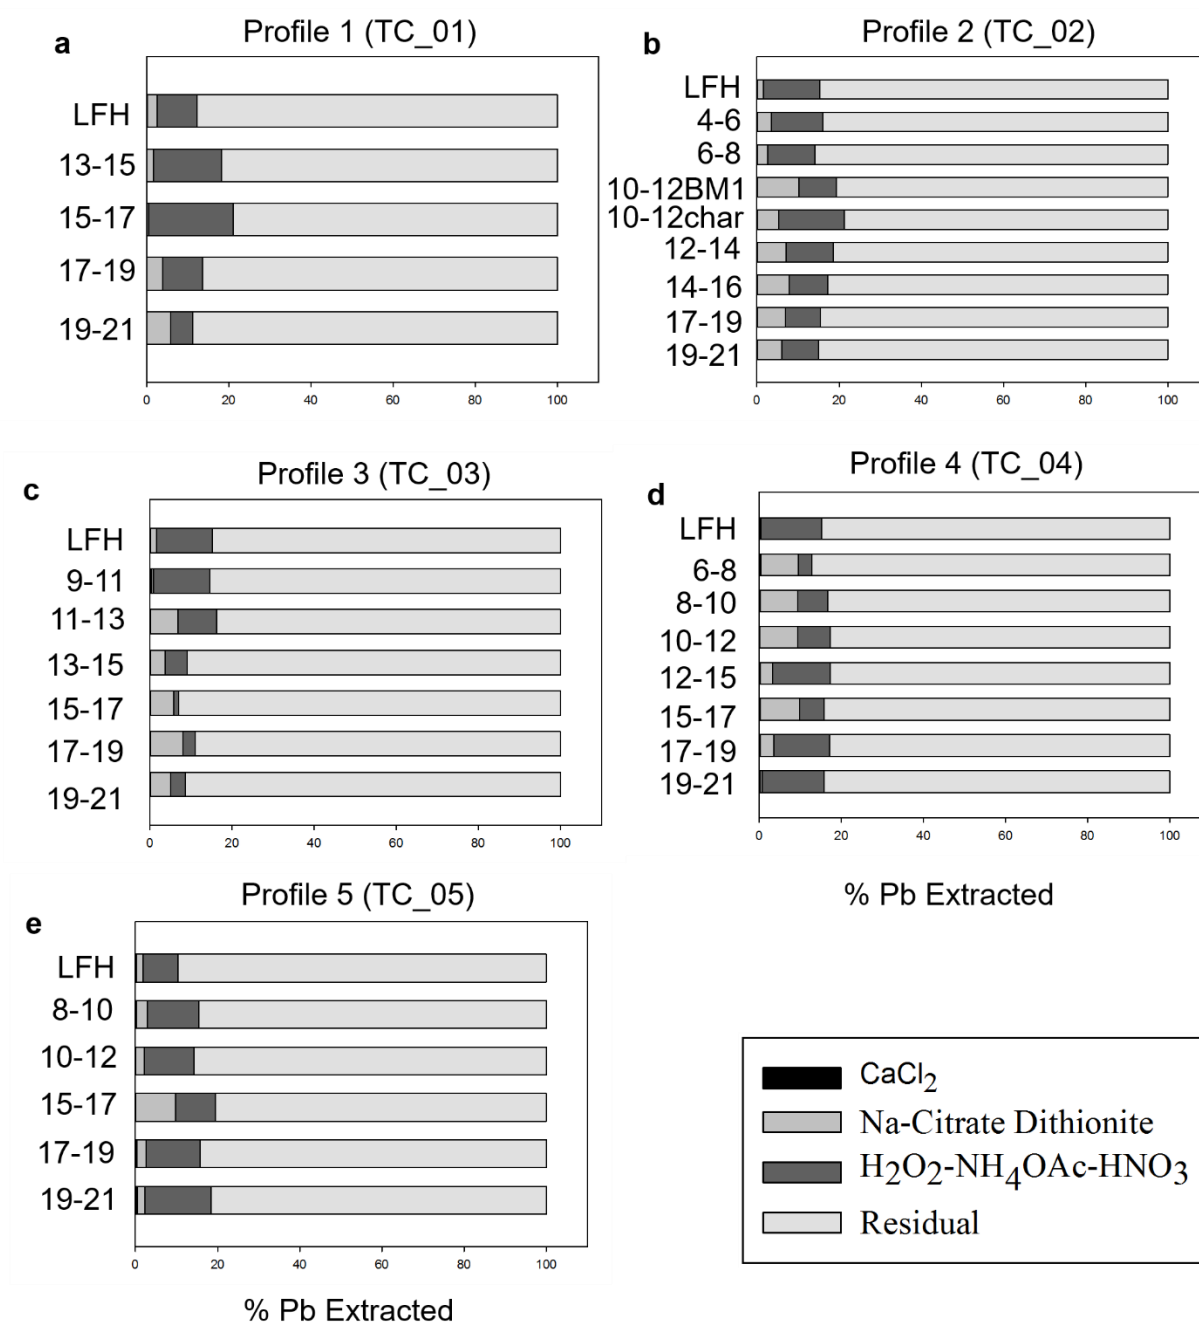 a
Profile 1 (TC_01)
LFH
13-15
15-17
17-19
19-21
0 20 40 60 80 100
b
Profile 2 (TC_02)
LFH
4-6
6-8
10-12BM1
10-12char
12-14
14-16
17-19
19-21
0 20 40 60 80 100
c
Profile 3 (TC_03)
LFH
9-11
11-13
13-15
15-17
17-19
19-21
0 20 40 60 80 100
d
Profile 4 (TC_04)
LFH
6-8
8-10
10-12
12-15
15-17
17-19
19-21
0 20 40 60 80 100
% Pb Extracted
e
Profile 5 (TC_05)
LFH
8-10
10-12
15-17
17-19
19-21
0 20 40 60 80 100
% Pb Extracted
CaCl2
Na-Citrate Dithionite
H2O2-NH4OAc-HNO3
Residual